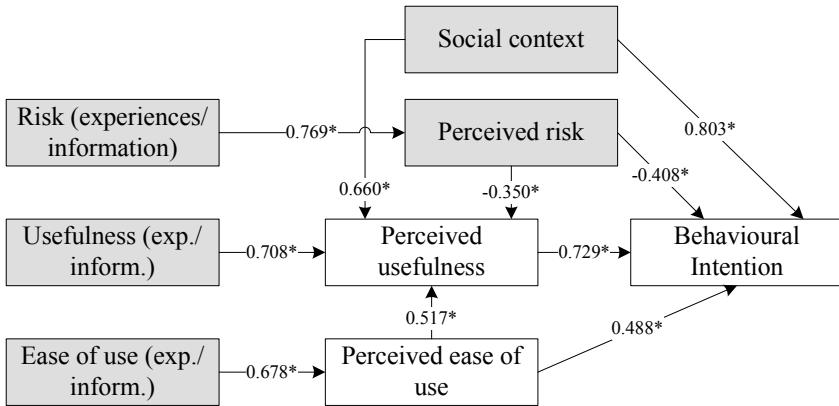 Social context
Risk (experiences/
information)
0.769*
Perceived risk
0.803*
0.660*
-0.350*
-0.408*
Usefulness (exp./
inform.)
0.708*
Perceived
usefulness
0.729*
Behavioural
Intention
0.517*
0.488*
Ease of use (exp./
inform.)
0.678*
Perceived ease of
use